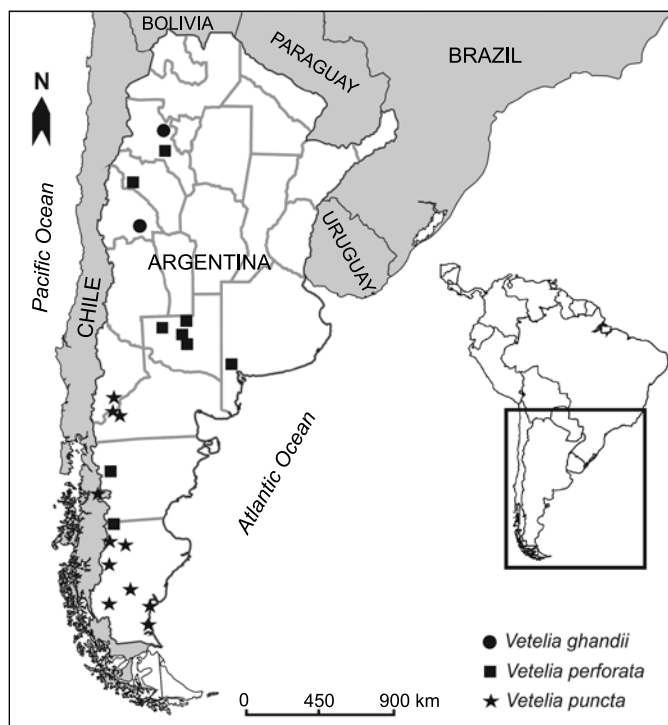 BOLIVIA
PARAGUAY
BRAZIL
N
Pacific Ocean
CHILE
ARGENTINA
URUGUAY
Atlantic Ocean
Vetelia ghandii
Vetelia perforata
Vetelia puncta
0 450 900 km